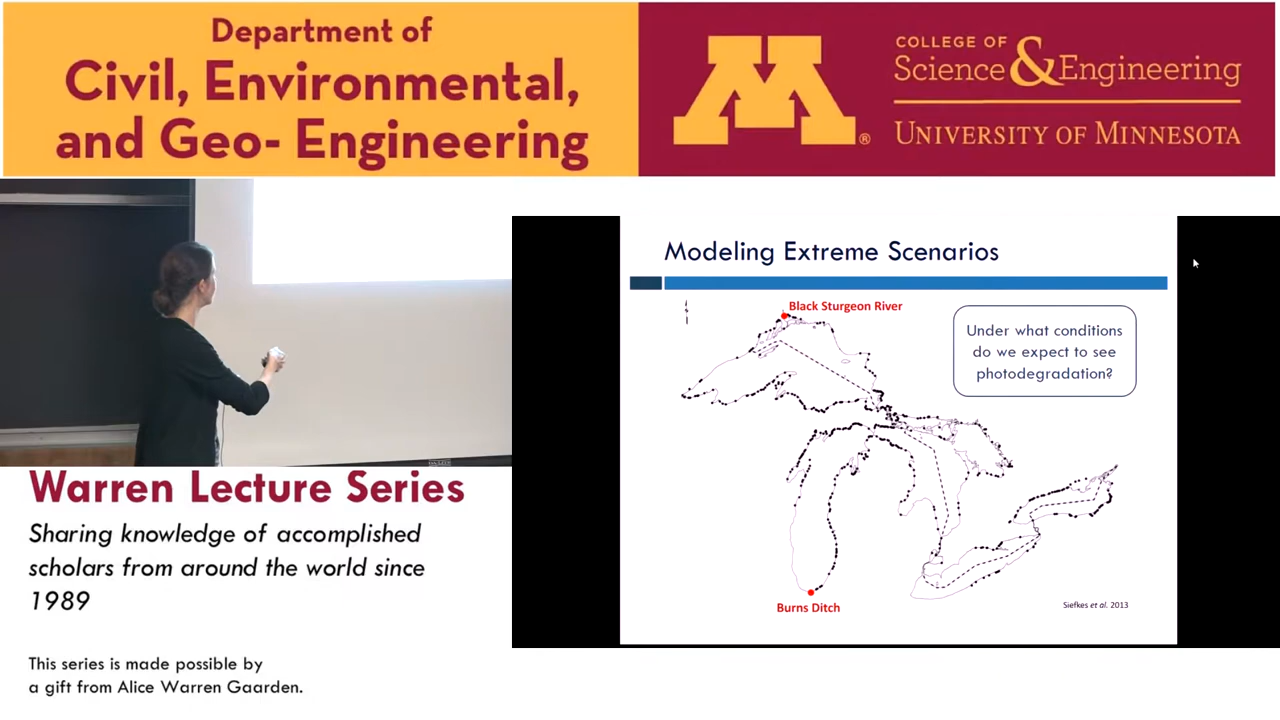 Department of
Civil, Environmental,
and Geo- Engineering
M®
COLLEGE OF
Science & Engineering
UNIVERSITY OF MINNESOTA
Modeling Extreme Scenarios
Black Sturgeon River
Under what conditions
do we expect to see
photodegradation?
Burns Ditch
Siefkes et al. 2013
Warren Lecture Series
Sharing knowledge of accomplished
scholars from around the world since
1989
This series is made possible by
a gift from Alice Warren Gaarden.